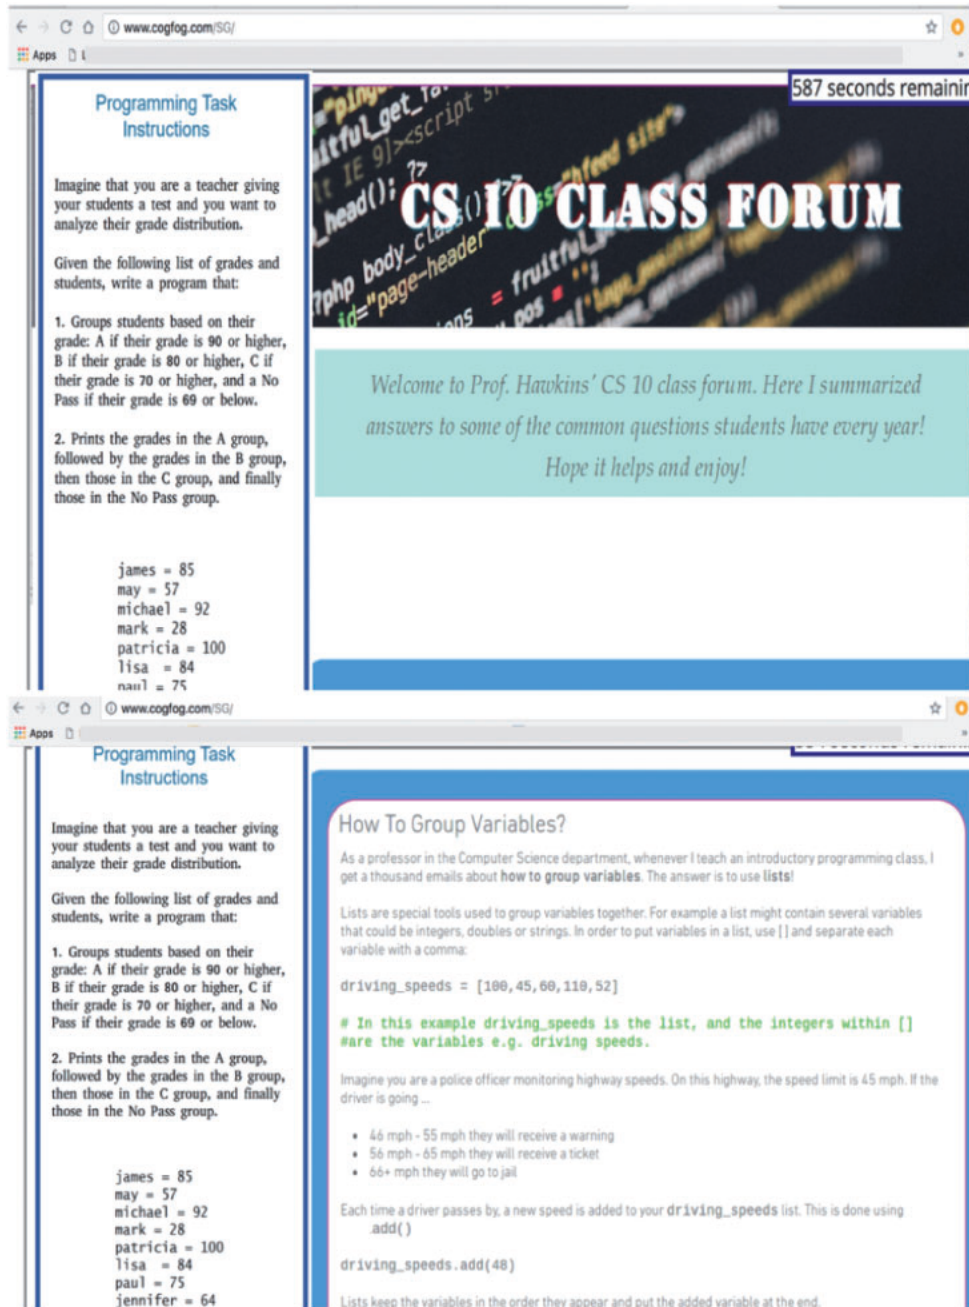 www.cogfog.com/SG/
Apps
Programming Task
Instructions
Imagine that you are a teacher giving
your students a test and you want to
analyze their grade distribution.
Given the following list of grades and
students, write a program that:
1. Groups students based on their
grade: A if their grade is 90 or higher,
B if their grade is 80 or higher, C if
their grade is 70 or higher, and a No
Pass if their grade is 69 or below.
2. Prints the grades in the A group,
followed by the grades in the B group,
then those in the C group, and finally
those in the No Pass group.
james = 85
may = 57
michael = 92
mark = 28
patricia = 100
lisa = 84
paul = 75
587 seconds remainin
CS 10 CLASS FORUM
Welcome to Prof. Hawkins' CS 10 class forum. Here I summarized
answers to some of the common questions students have every year!
Hope it helps and enjoy!
www.cogfog.com/SG/
Apps
Programming Task
Instructions
Imagine that you are a teacher giving
your students a test and you want to
analyze their grade distribution.
Given the following list of grades and
students, write a program that:
1. Groups students based on their
grade: A if their grade is 90 or higher,
B if their grade is 80 or higher, C if
their grade is 70 or higher, and a No
Pass if their grade is 69 or below.
2. Prints the grades in the A group,
followed by the grades in the B group,
then those in the C group, and finally
those in the No Pass group.
james = 85
may = 57
michael = 92
mark = 28
patricia = 100
lisa = 84
paul = 75
jennifer = 64
How To Group Variables?
As a professor in the Computer Science department, whenever I teach an introductory programming class, I
get a thousand emails about how to group variables. The answer is to use lists!
Lists are special tools used to group variables together. For example a list might contain several variables
that could be integers, doubles or strings. In order to put variables in a list, use [ ] and separate each
variable with a comma:
driving_speeds = [100,45,60,110,52]
# In this example driving_speeds is the list, and the integers within []
#are the variables e.g. driving speeds.
Imagine you are a police officer monitoring highway speeds. On this highway, the speed limit is 45 mph. If the
driver is going ...
• 46 mph - 55 mph they will receive a warning
• 56 mph - 65 mph they will receive a ticket
• 66+ mph they will go to jail
Each time a driver passes by, a new speed is added to your driving_speeds list. This is done using
.add()
driving_speeds.add(48)
Lists keep the variables in the order they appear and put the added variable at the end.